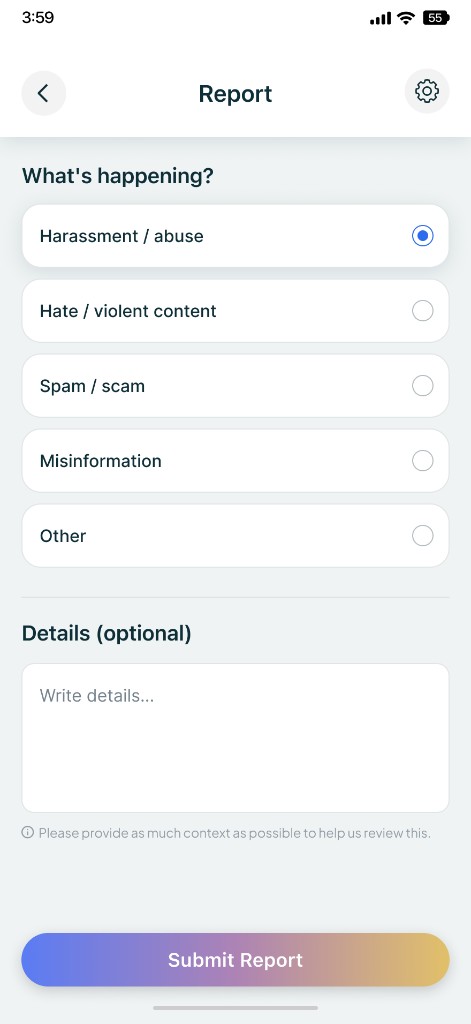 3:59
55
Report
What's happening?
Harassment / abuse
Hate / violent content
Spam / scam
Misinformation
Other
Details (optional)
Write details...
Please provide as much context as possible to help us review this.
Submit Report